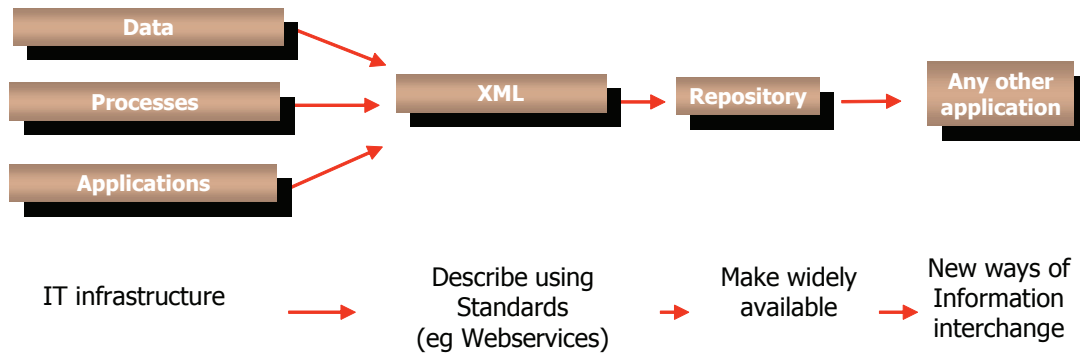 Data
Processes
Applications
XML
Repository
Any other
application
IT infrastructure
Describe using
Standards
(eg Webservices)
Make widely
available
New ways of
Information
interchange